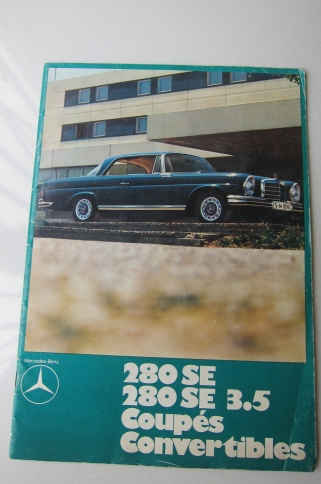 Mercedes-Benz
280 SE
280 SE 3.5
Coupés
Convertibles